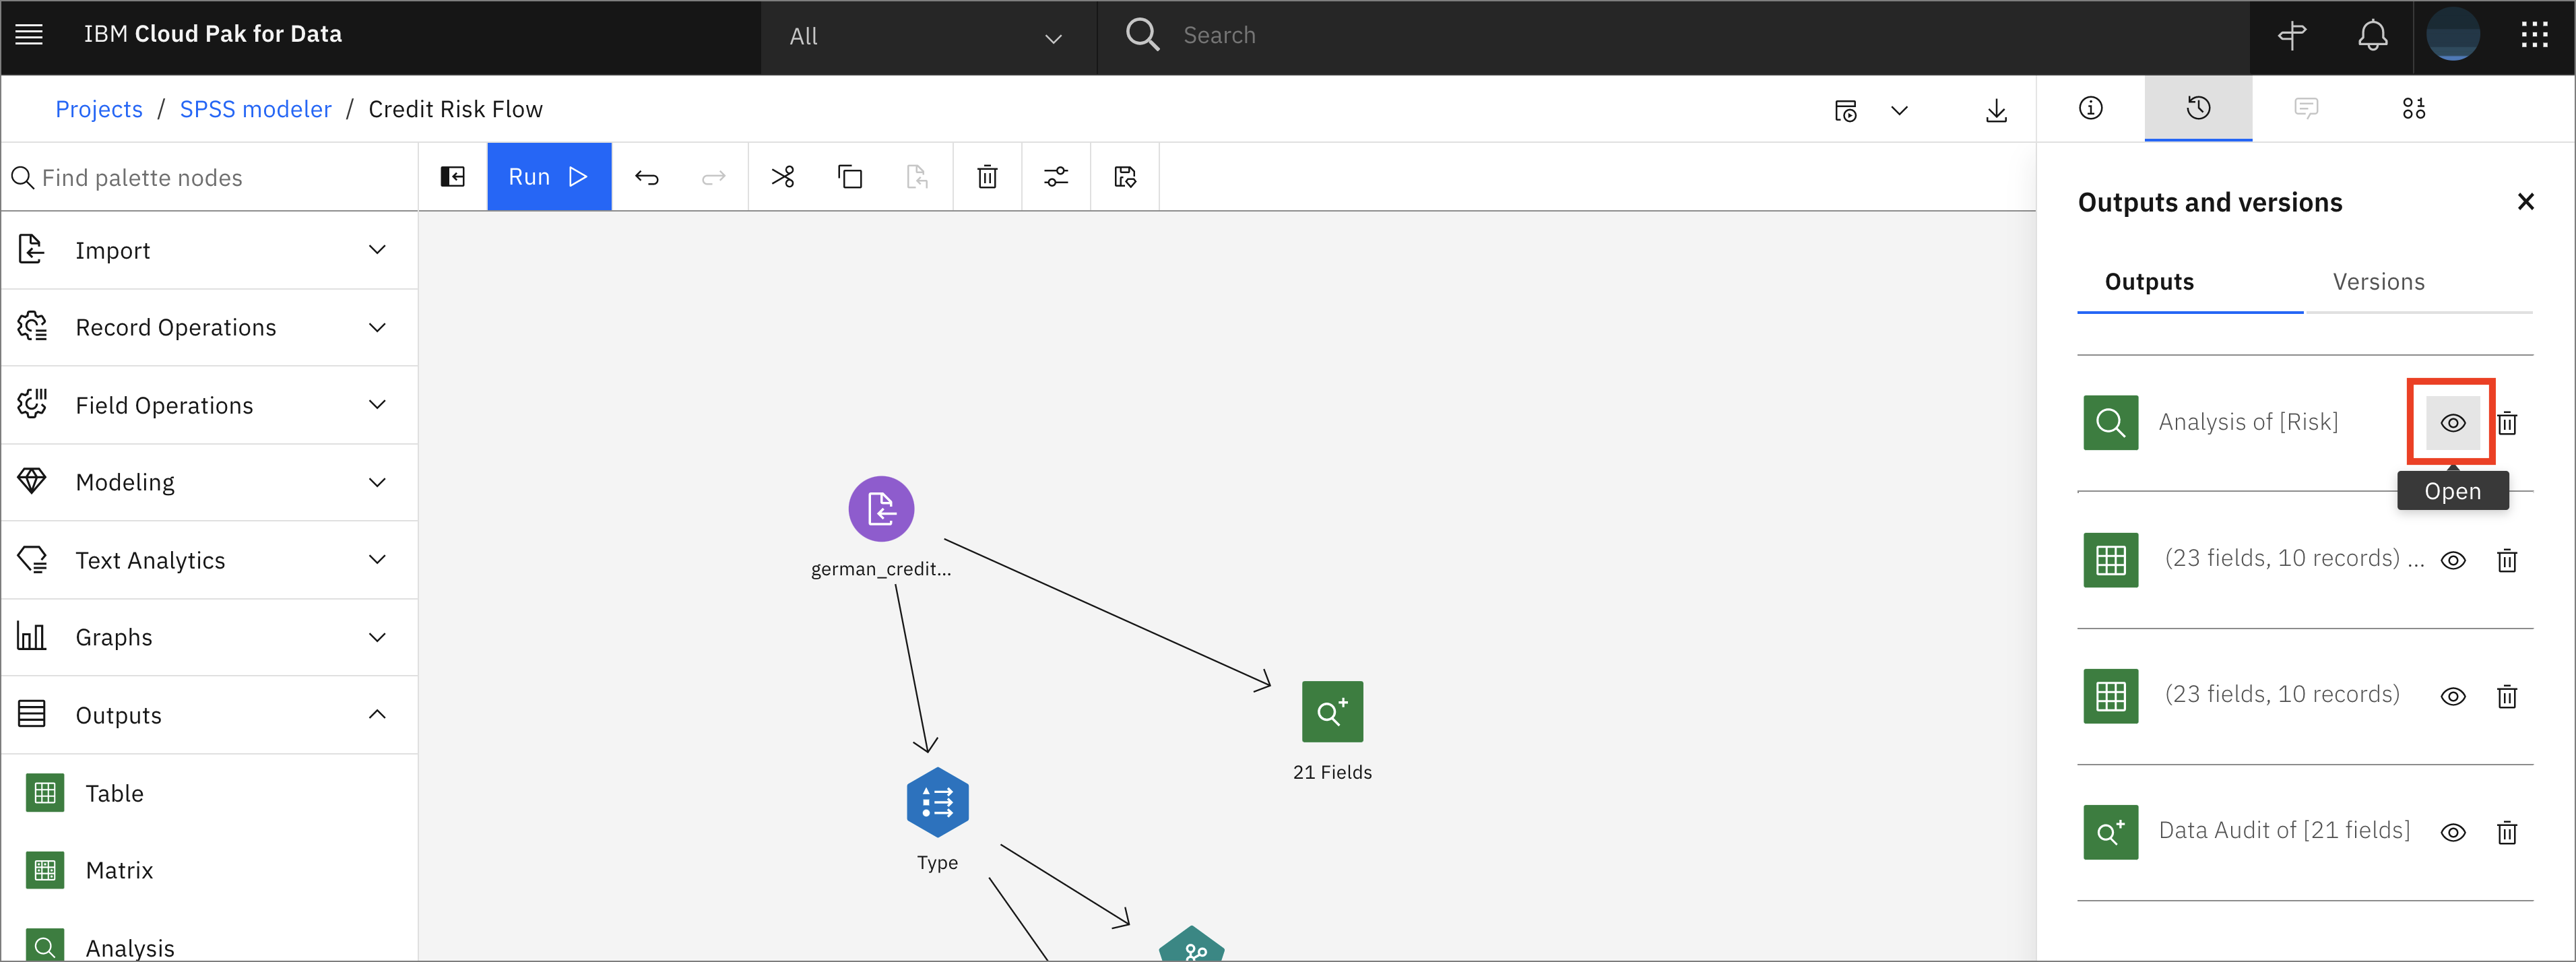 IBM Cloud Pak for Data
All
Search
Projects / SPSS modeler / Credit Risk Flow
Find palette nodes
Run
Import
Record Operations
Field Operations
Modeling
Text Analytics
Graphs
Outputs
Table
Matrix
Analysis
german_credit...
21 Fields
Type
Outputs and versions
Outputs
Versions
Analysis of [Risk]
Open
(23 fields, 10 records) ...
(23 fields, 10 records)
Data Audit of [21 fields]